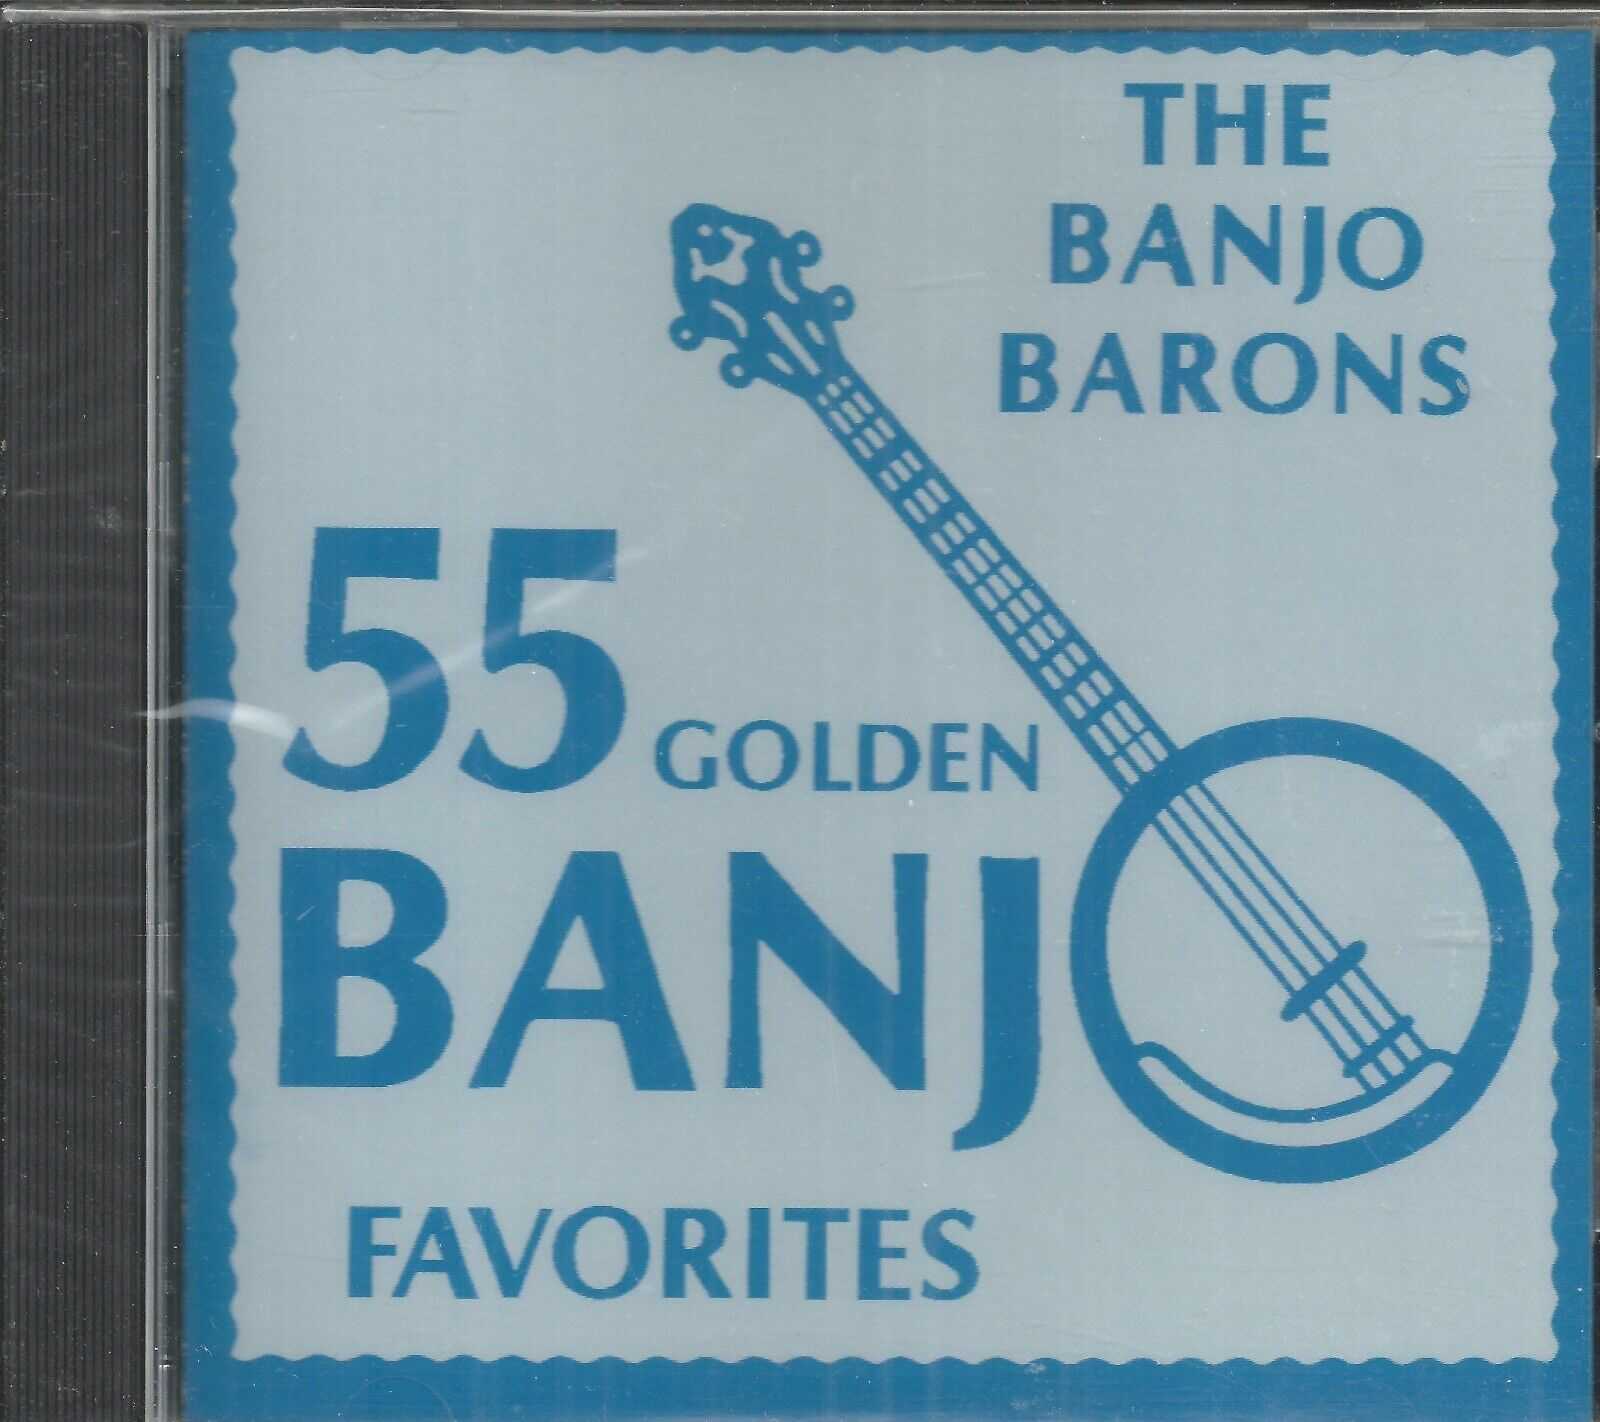 THE
BANJO
BARONS
55 GOLDEN
BANJO
FAVORITES